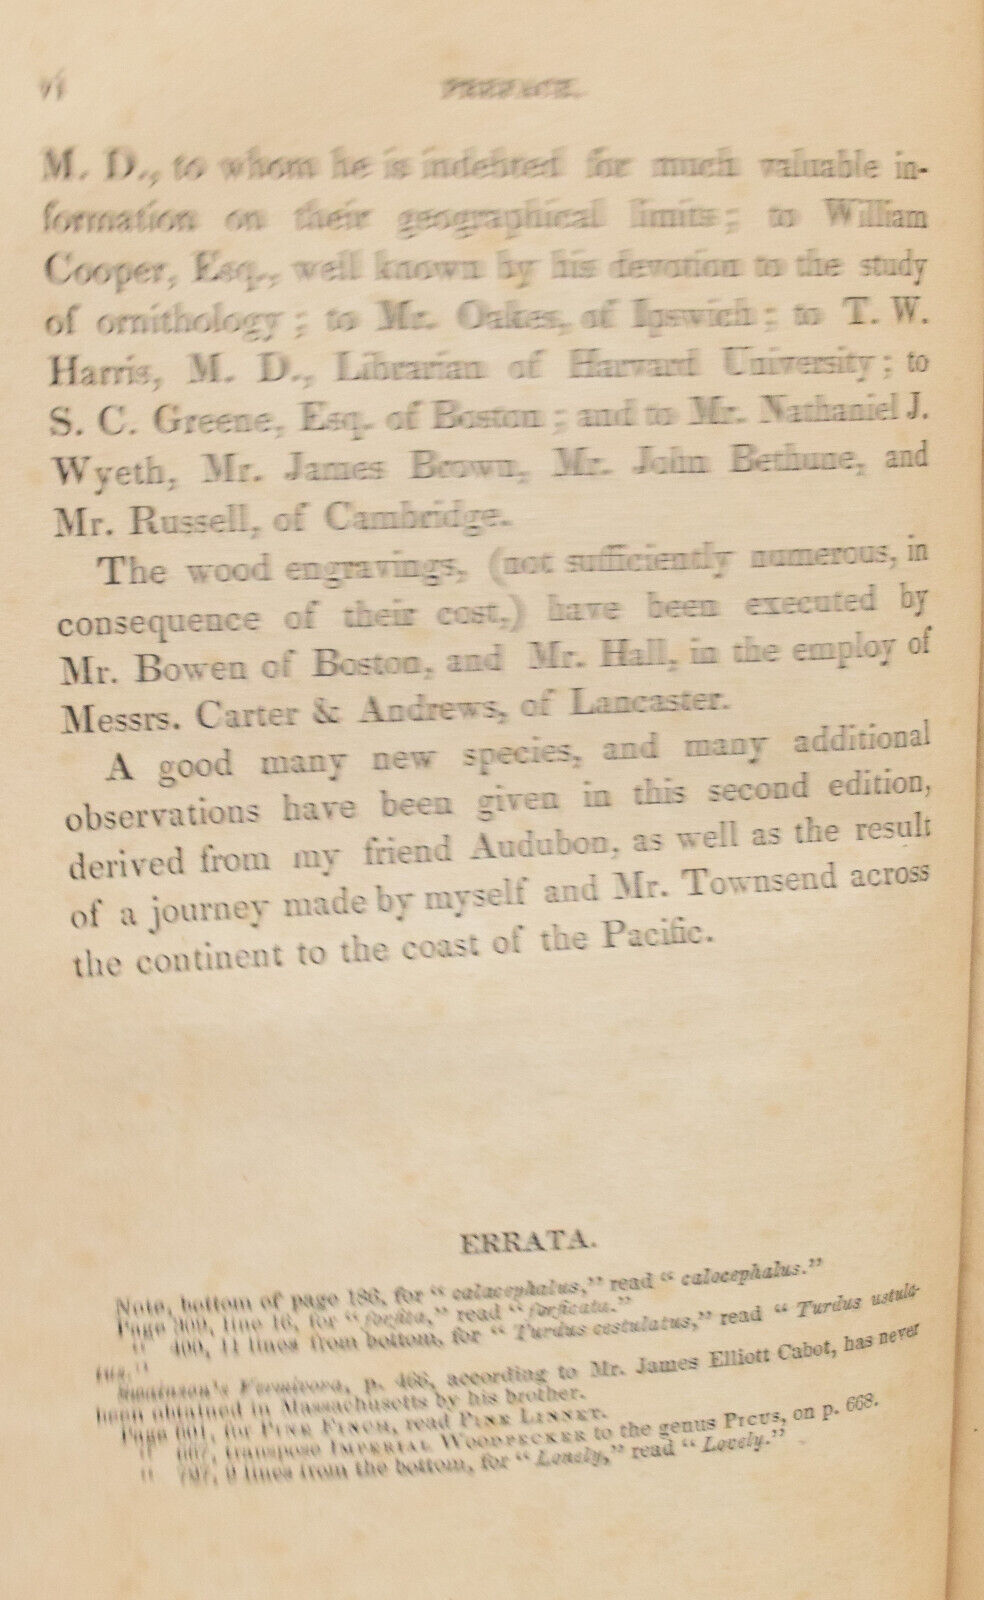 vi PREFACE.
M. D., to whom he is indebted for much valuable in-
formation on their geographical limits; to William
Cooper, Esq., well known by his devotion to the study
of ornithology; to Mr. Oakes, of Ipswich; to T. W.
Harris, M. D., Librarian of Harvard University; to
S. C. Greene, Esq. of Boston; and to Mr. Nathaniel J.
Wyeth, Mr. James Brown, Mr. John Bethune, and
Mr. Russell, of Cambridge.
The wood engravings, (not sufficiently numerous, in
consequence of their cost,) have been executed by
Mr. Bowen of Boston, and Mr. Hall, in the employ of
Messrs. Carter & Andrews, of Lancaster.
A good many new species, and many additional
observations have been given in this second edition,
derived from my friend Audubon, as well as the result
of a journey made by myself and Mr. Townsend across
the continent to the coast of the Pacific.
ERRATA.
Note, bottom of page 186, for "calacephalus," read "calocephalus."
Page 309, line 16, for "forfita," read "forficata."
" 400, 11 lines from bottom, for "Turdus cestulatus," read "Turdus ustula-
tus."
Vermivora, p. 466, according to Mr. James Elliott Cabot, has never
been obtained in Massachusetts by his brother.
Page 601, for PINE FINCH, read PINE LINNET.
" 667, transpose IMPERIAL WOODPECKER to the genus PICUS, on p. 668.
" 797, 9 lines from the bottom, for "Lonely," read "Lovely."